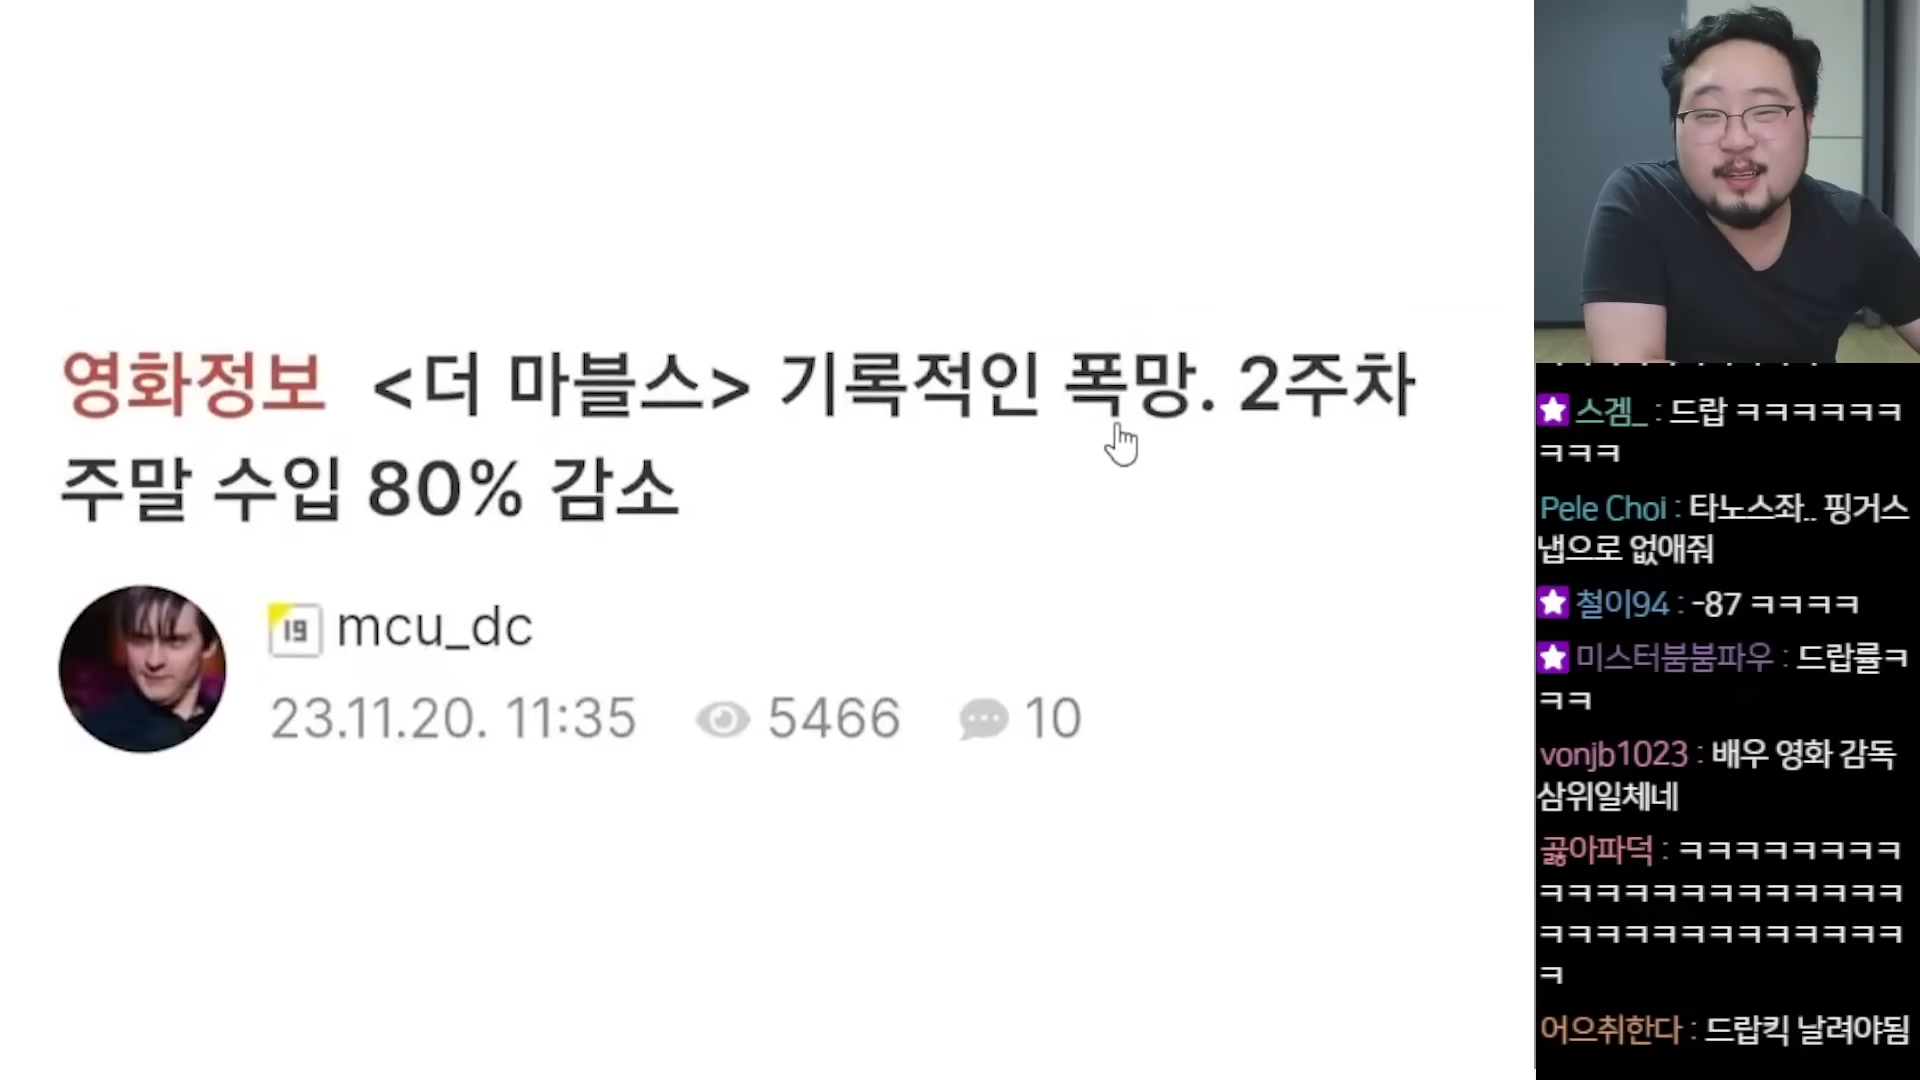 영화정보 <더 마블스> 기록적인 폭망. 2주차
주말 수입 80% 감소
19 mcu_dc
23.11.20. 11:35 5466 10
스겜_ : 드랍 ㅋㅋㅋㅋㅋㅋ
ㅋㅋㅋ
Pele Choi : 타노스좌.. 핑거스
냅으로 없애줘
철이94 : -87 ㅋㅋㅋㅋ
미스터붐붐파우 : 드랍률ㅋ
ㅋㅋ
vonjb1023 : 배우 영화 감독
삼위일체네
곯아파덕 : ㅋㅋㅋㅋㅋㅋㅋㅋ
ㅋㅋㅋㅋㅋㅋㅋㅋㅋㅋㅋㅋㅋ
ㅋㅋㅋㅋㅋㅋㅋㅋㅋㅋㅋㅋㅋ
ㅋ
어으취한다 : 드랍킥 날려야됨